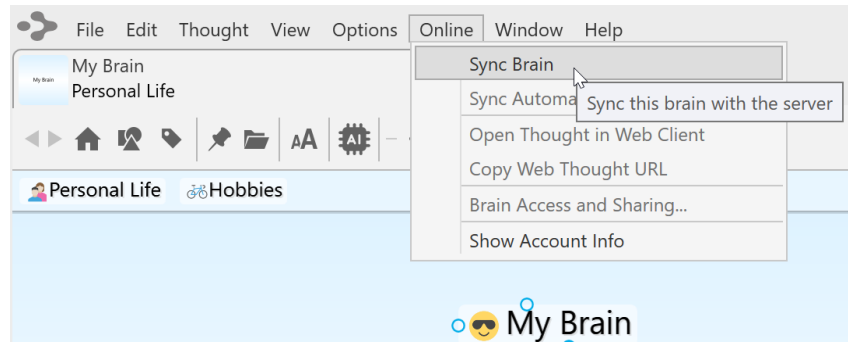 File Edit Thought View Options Online Window Help
My Brain
My Brain
Personal Life
Sync Brain
Sync Automa
Sync this brain with the server
Open Thought in Web Client
Copy Web Thought URL
Brain Access and Sharing...
Show Account Info
AA AI
Personal Life Hobbies
My Brain